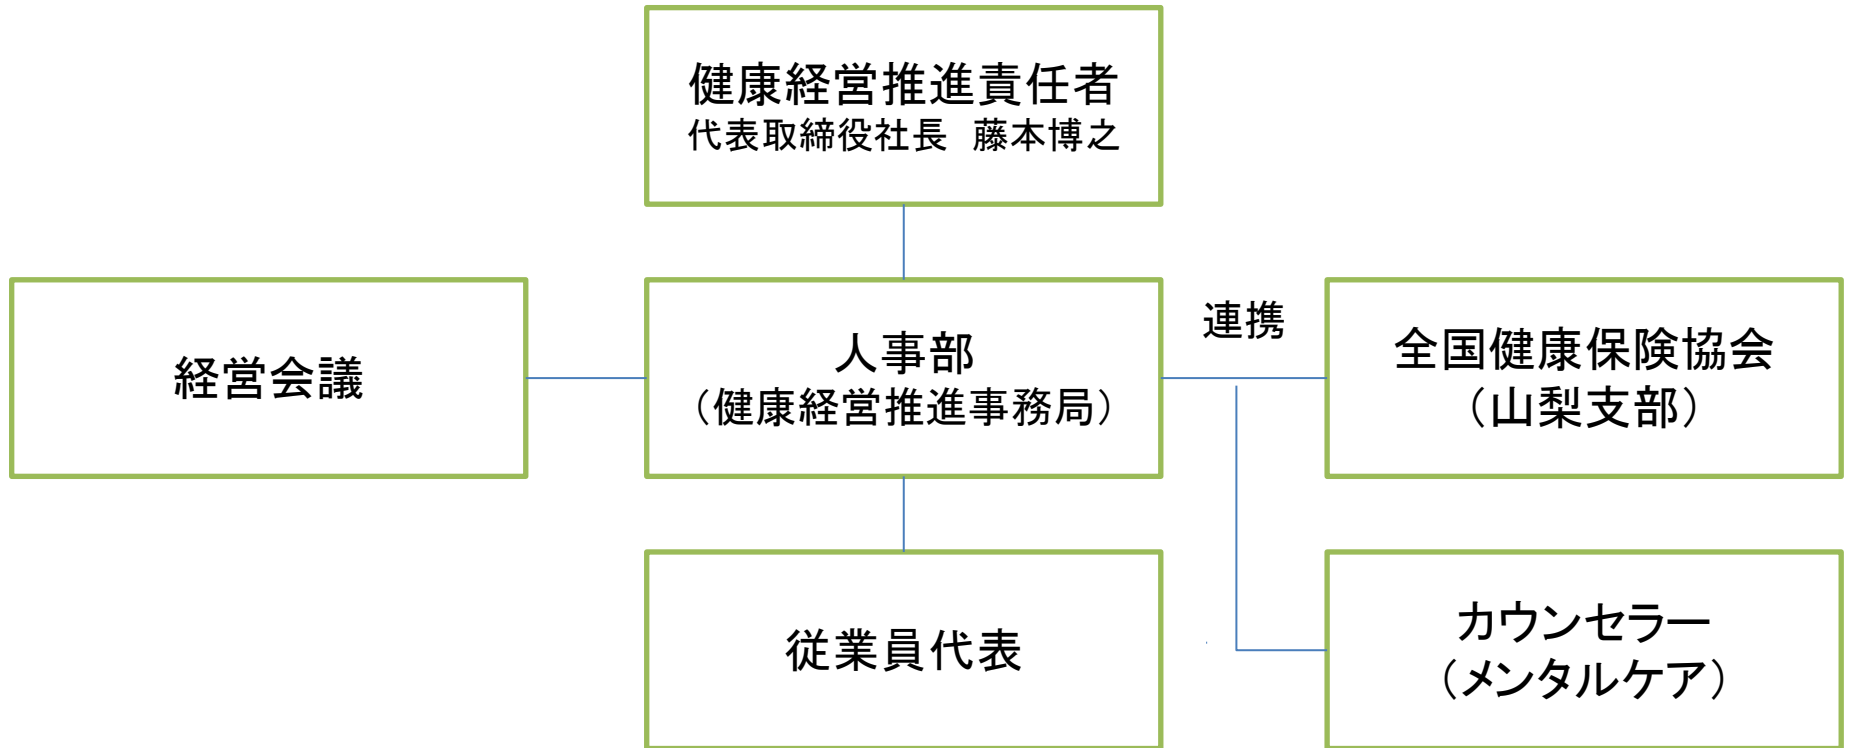 健康経営推進責任者
代表取締役社長　藤本博之
経営会議
人事部
（健康経営推進事務局）
連携
全国健康保険協会
（山梨支部）
従業員代表
カウンセラー
（メンタルケア）